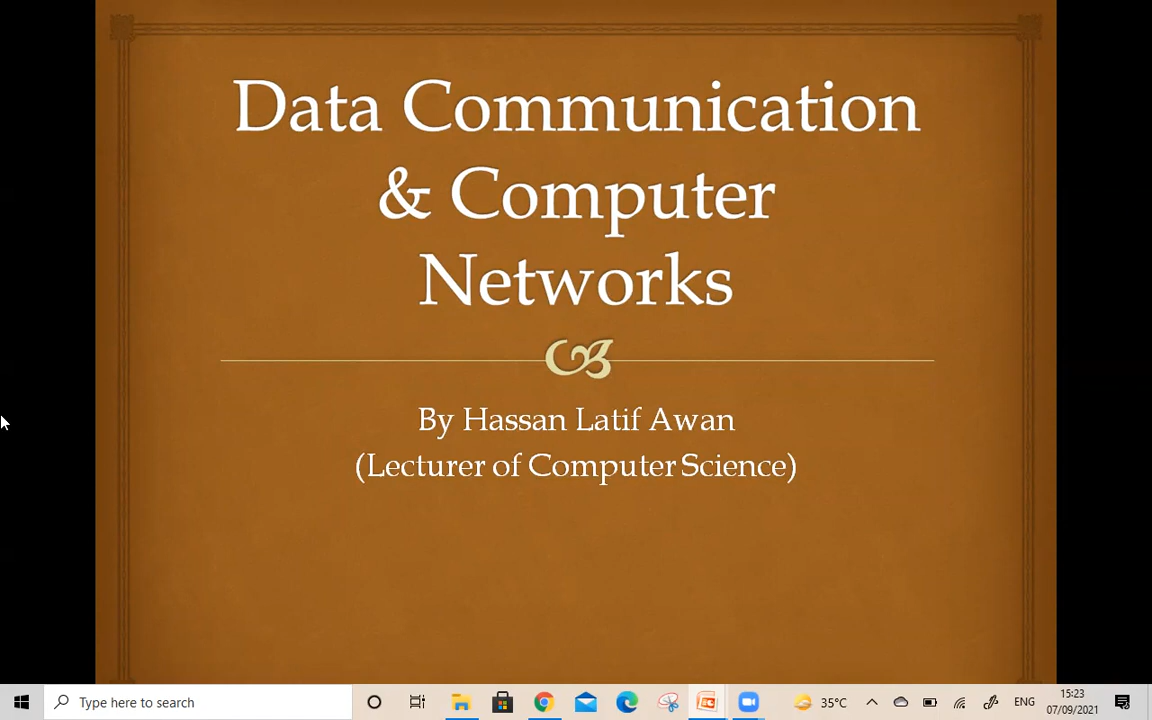 Data Communication
& Computer
Networks
By Hassan Latif Awan
(Lecturer of Computer Science)
Type here to search
35°C
ENG
15:23
07/09/2021